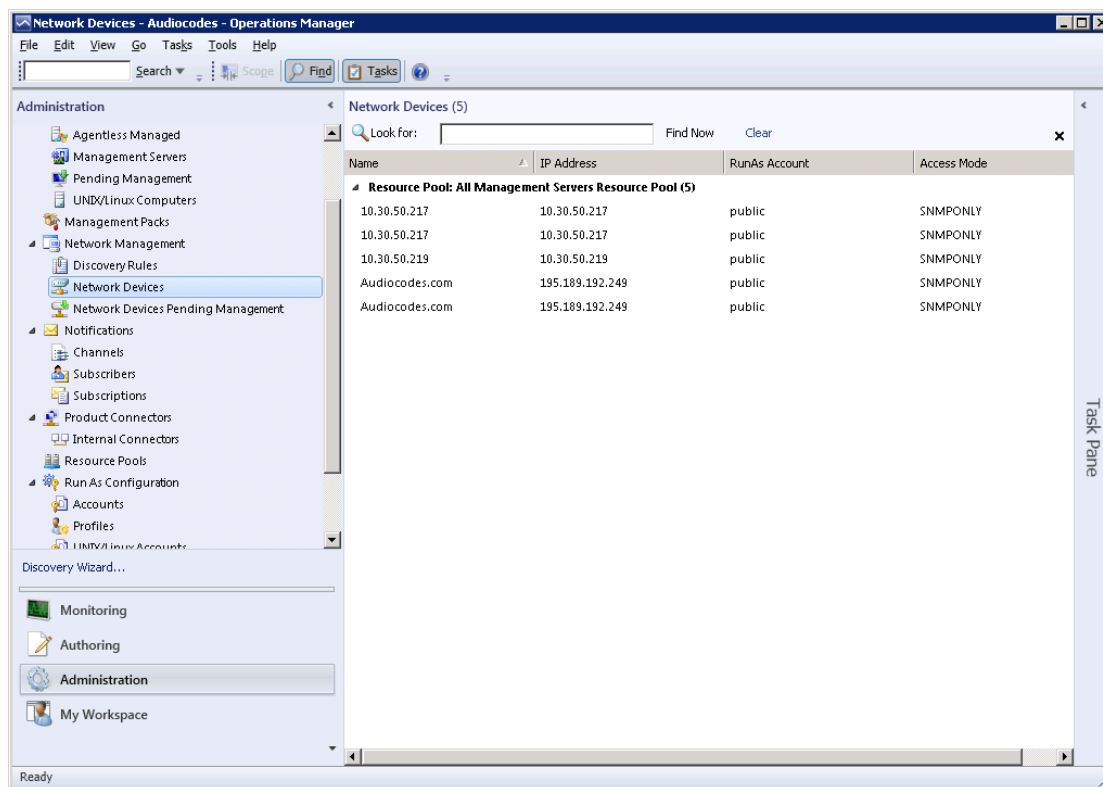 Network Devices - Audiocodes - Operations Manager
File Edit View Go Tasks Tools Help
Search Scope Find Tasks
Administration
Agentless Managed
Management Servers
Pending Management
UNIX/Linux Computers
Management Packs
Network Management
Discovery Rules
Network Devices
Network Devices Pending Management
Notifications
Channels
Subscribers
Subscriptions
Product Connectors
Internal Connectors
Resource Pools
Run As Configuration
Accounts
Profiles
UNIX/Linux Accounts
Discovery Wizard...
Monitoring
Authoring
Administration
My Workspace
Network Devices (5)
Look for: Find Now Clear
Name IP Address RunAs Account Access Mode
Resource Pool: All Management Servers Resource Pool (5)
10.30.50.217 10.30.50.217 public SNMPONLY
10.30.50.217 10.30.50.217 public SNMPONLY
10.30.50.219 10.30.50.219 public SNMPONLY
Audiocodes.com 195.189.192.249 public SNMPONLY
Audiocodes.com 195.189.192.249 public SNMPONLY
Task Pane
Ready